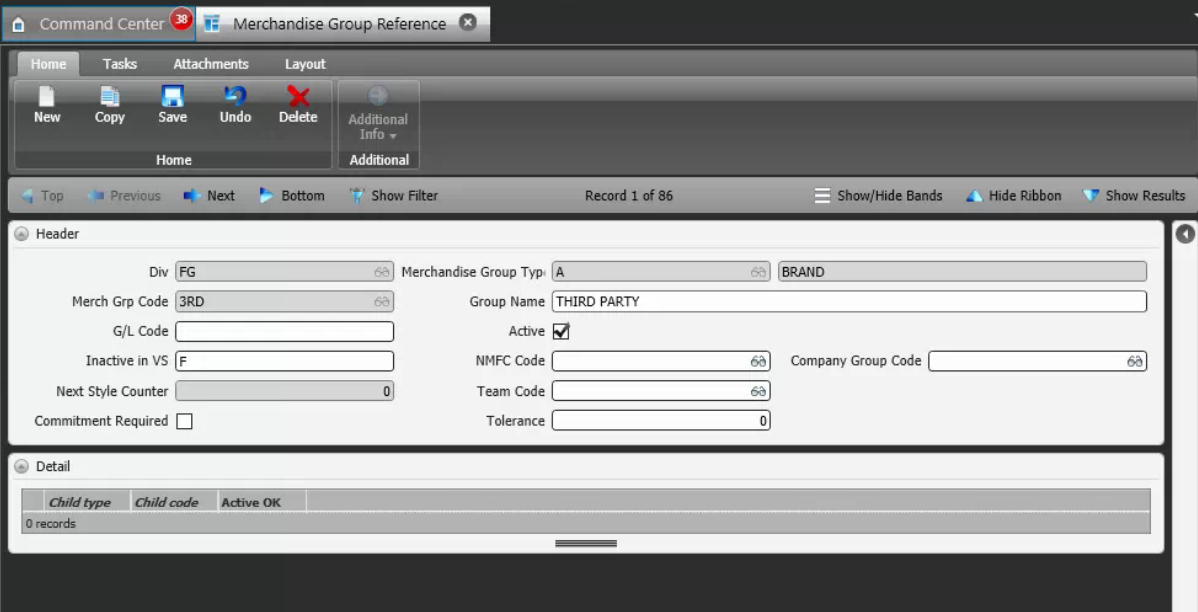 Command Center 38 Merchandise Group Reference
Home Tasks Attachments Layout
New Copy Save Undo Delete Additional Info
Home Additional
Top Previous Next Bottom Show Filter Record 1 of 86 Show/Hide Bands Hide Ribbon Show Results
Header
Div FG Merchandise Group Typ A BRAND
Merch Grp Code 3RD Group Name THIRD PARTY
G/L Code Active
Inactive in VS F NMFC Code Company Group Code
Next Style Counter 0 Team Code
Commitment Required Tolerance 0
Detail
Child type Child code Active OK
0 records